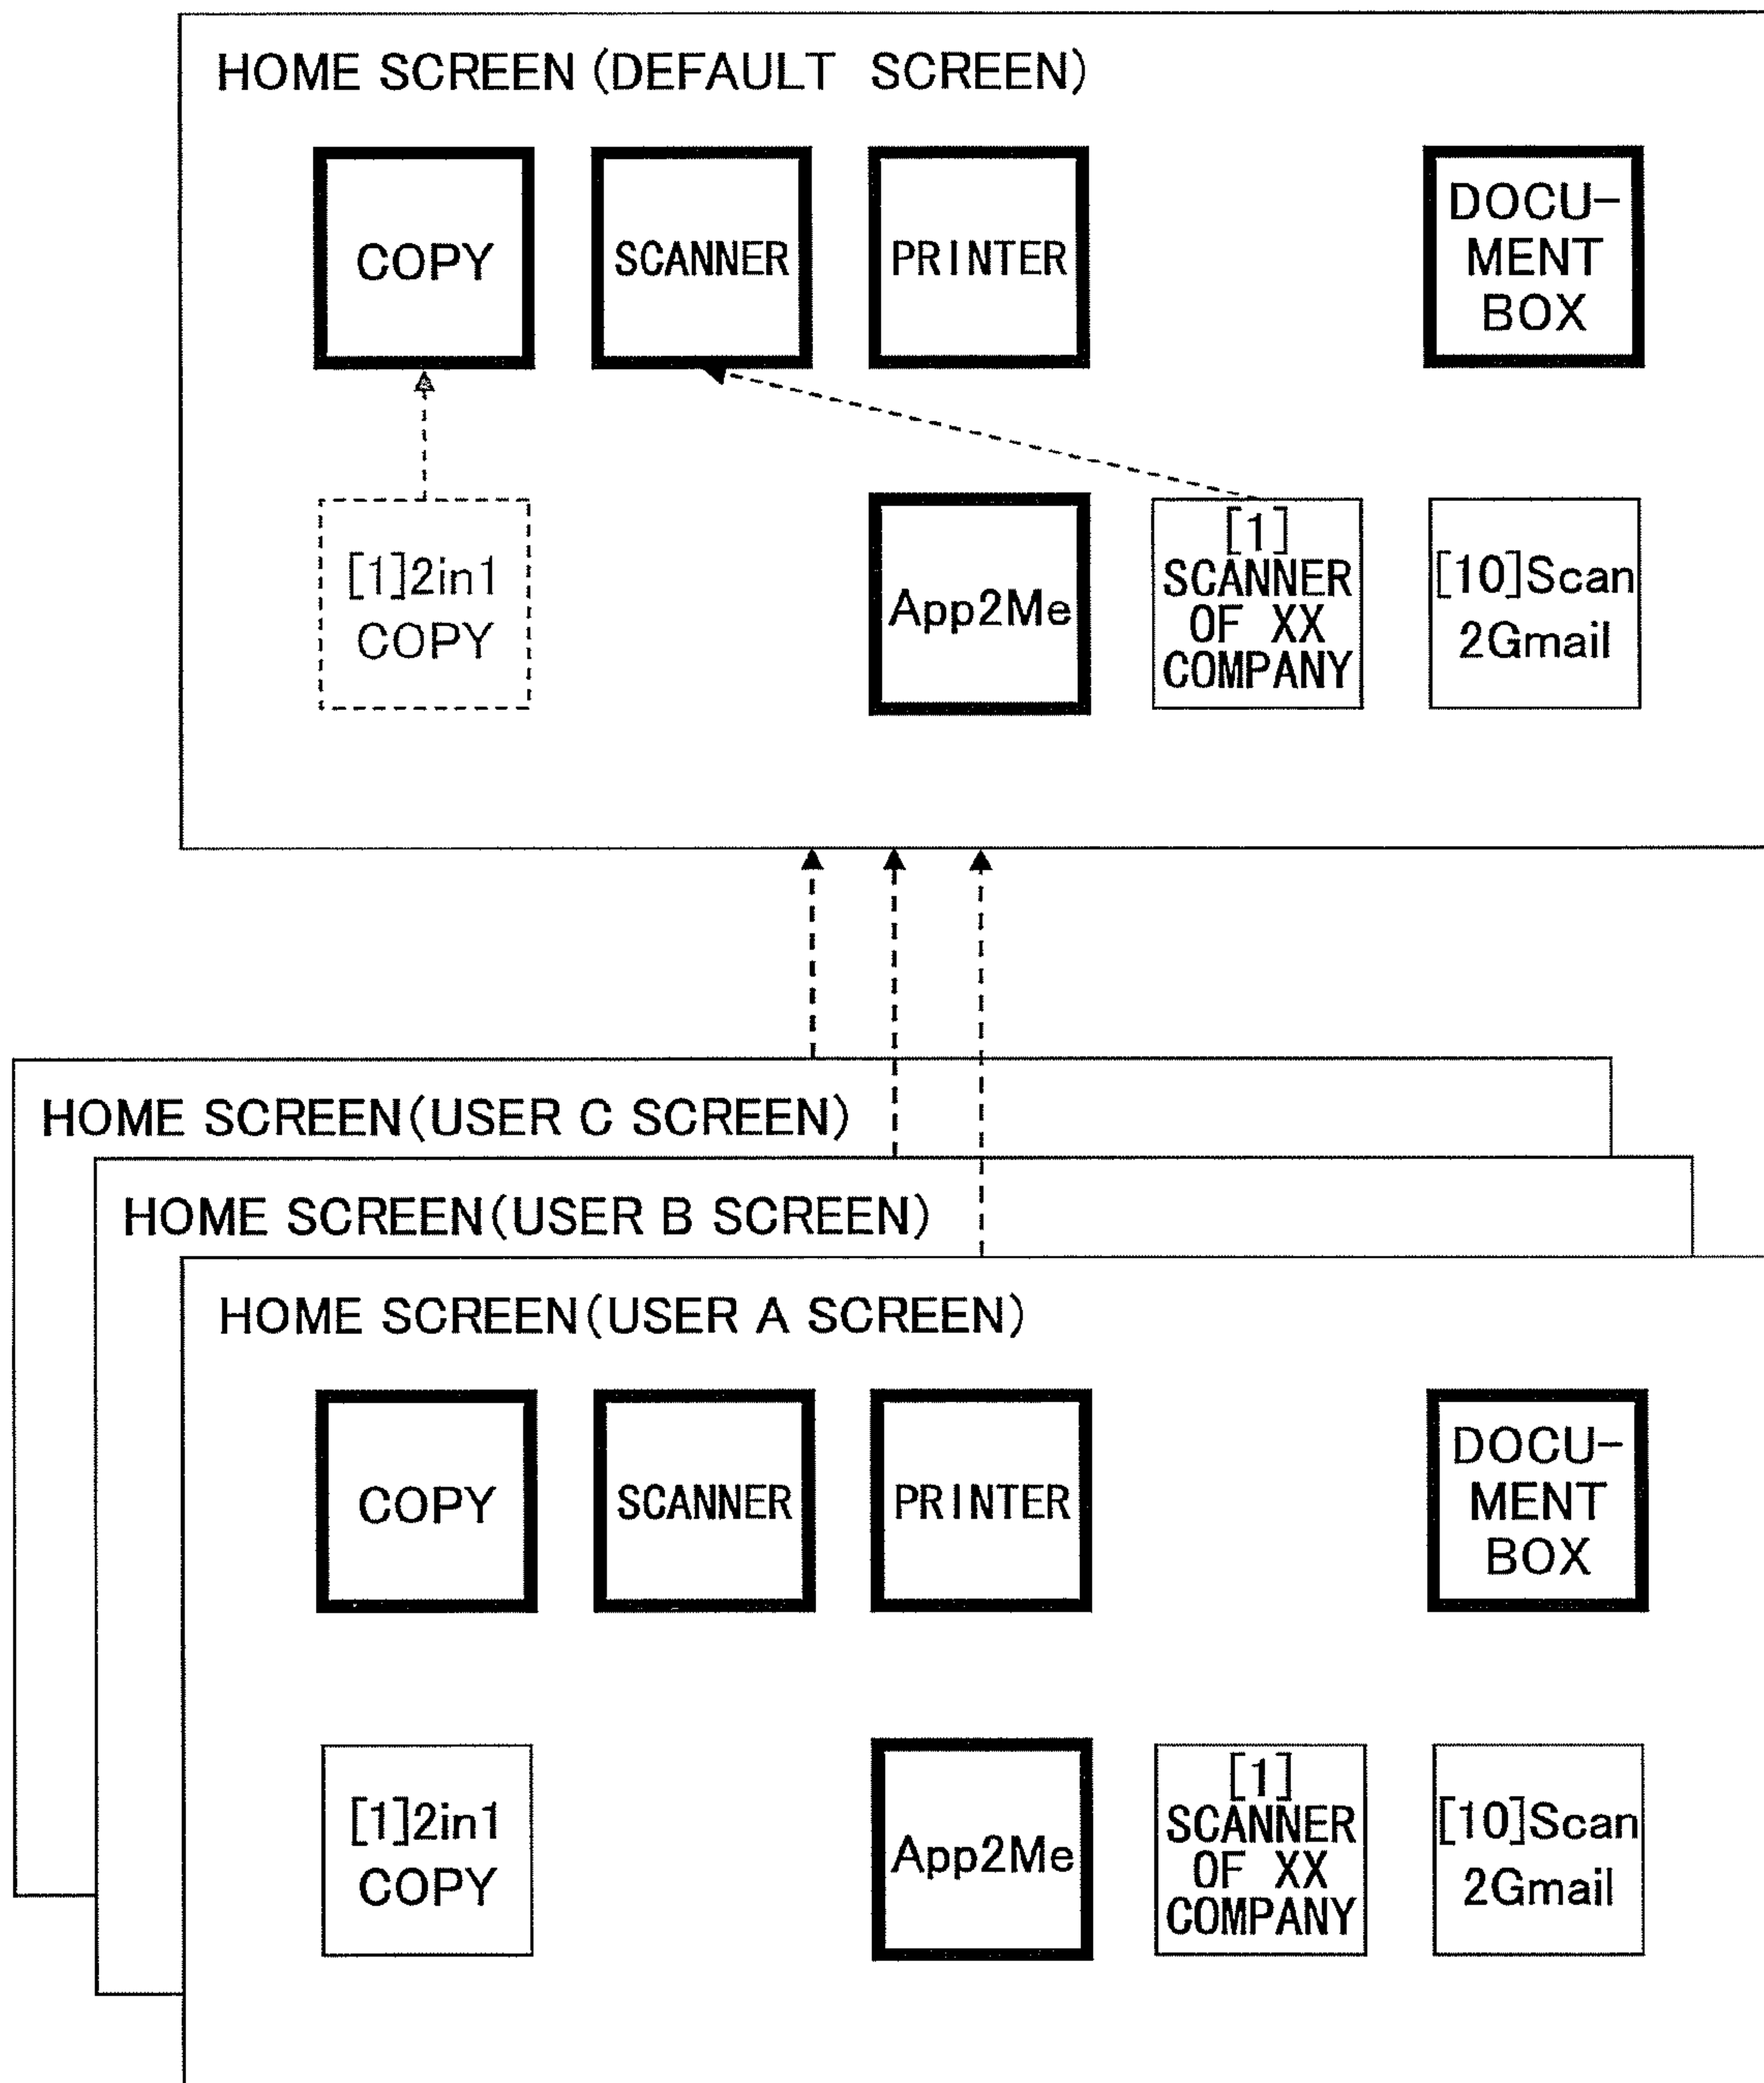 HOME SCREEN (DEFAULT SCREEN)
COPY
SCANNER
PRINTER
DOCU-
MENT
BOX
[1]2in1
COPY
App2Me
[1]
SCANNER
OF XX
COMPANY
[10]Scan
2Gmail
HOME SCREEN(USER C SCREEN)
HOME SCREEN(USER B SCREEN)
HOME SCREEN(USER A SCREEN)
COPY
SCANNER
PRINTER
DOCU-
MENT
BOX
[1]2in1
COPY
App2Me
[1]
SCANNER
OF XX
COMPANY
[10]Scan
2Gmail